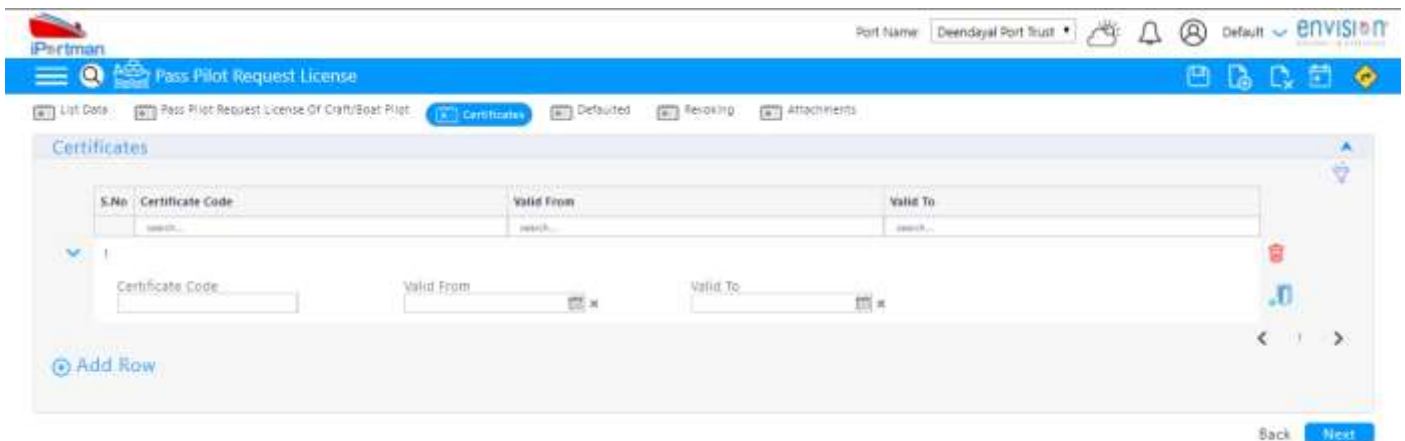 iPortman
Port Name: Deendayal Port Trust Default envision
Pass Pilot Request License
List Data Pass Pilot Request License Of Craft/Boat Pilot Certificates Defaulted Revoking Attachments
Certificates
S.No Certificate Code Valid From Valid To
search... search... search...
1
Certificate Code Valid From Valid To
1
Add Row
Back Next